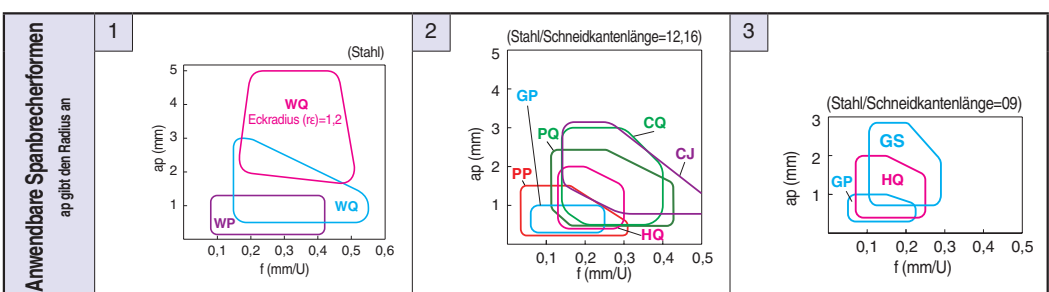 Anwendbare Spanbrecherformen
ap gibt den Radius an
1
(Stahl)
5
4
3
2
1
ap (mm)
WQ
Eckradius (rε)=1,2
WQ
WP
0,1 0,2 0,3 0,4 0,5 0,6
f (mm/U)
2
(Stahl/Schneidkantenlänge=12,16)
5
4
3
2
1
ap (mm)
GP
PQ
CQ
PP
CJ
HQ
0,1 0,2 0,3 0,4 0,5
f (mm/U)
3
(Stahl/Schneidkantenlänge=09)
3
2
1
ap (mm)
GS
GP
HQ
0,1 0,2 0,3 0,4 0,5
f (mm/U)